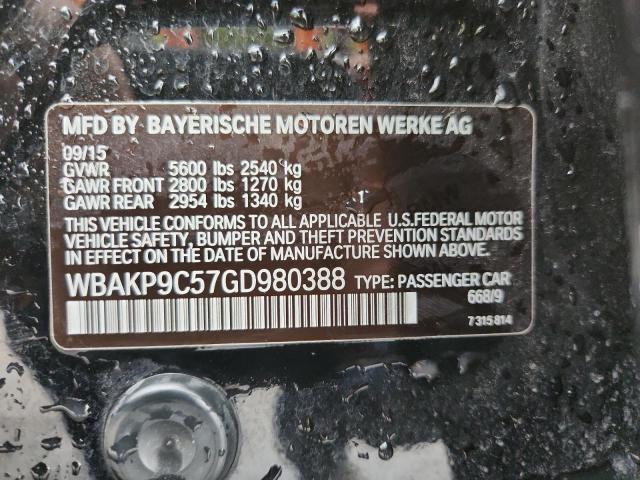 MFD BY BAYERISCHE MOTOREN WERKE AG
09/15
GVWR 5600 lbs 2540 kg
GAWR FRONT 2800 lbs 1270 kg
GAWR REAR 2954 lbs 1340 kg
THIS VEHICLE CONFORMS TO ALL APPLICABLE U.S.FEDERAL MOTOR
VEHICLE SAFETY, BUMPER AND THEFT PREVENTION STANDARDS
IN EFFECT ON THE DATE OF MANUFACTURE SHOWN ABOVE.
WBAKP9C57GD980388 TYPE: PASSENGER CAR
668/9
7 315 814